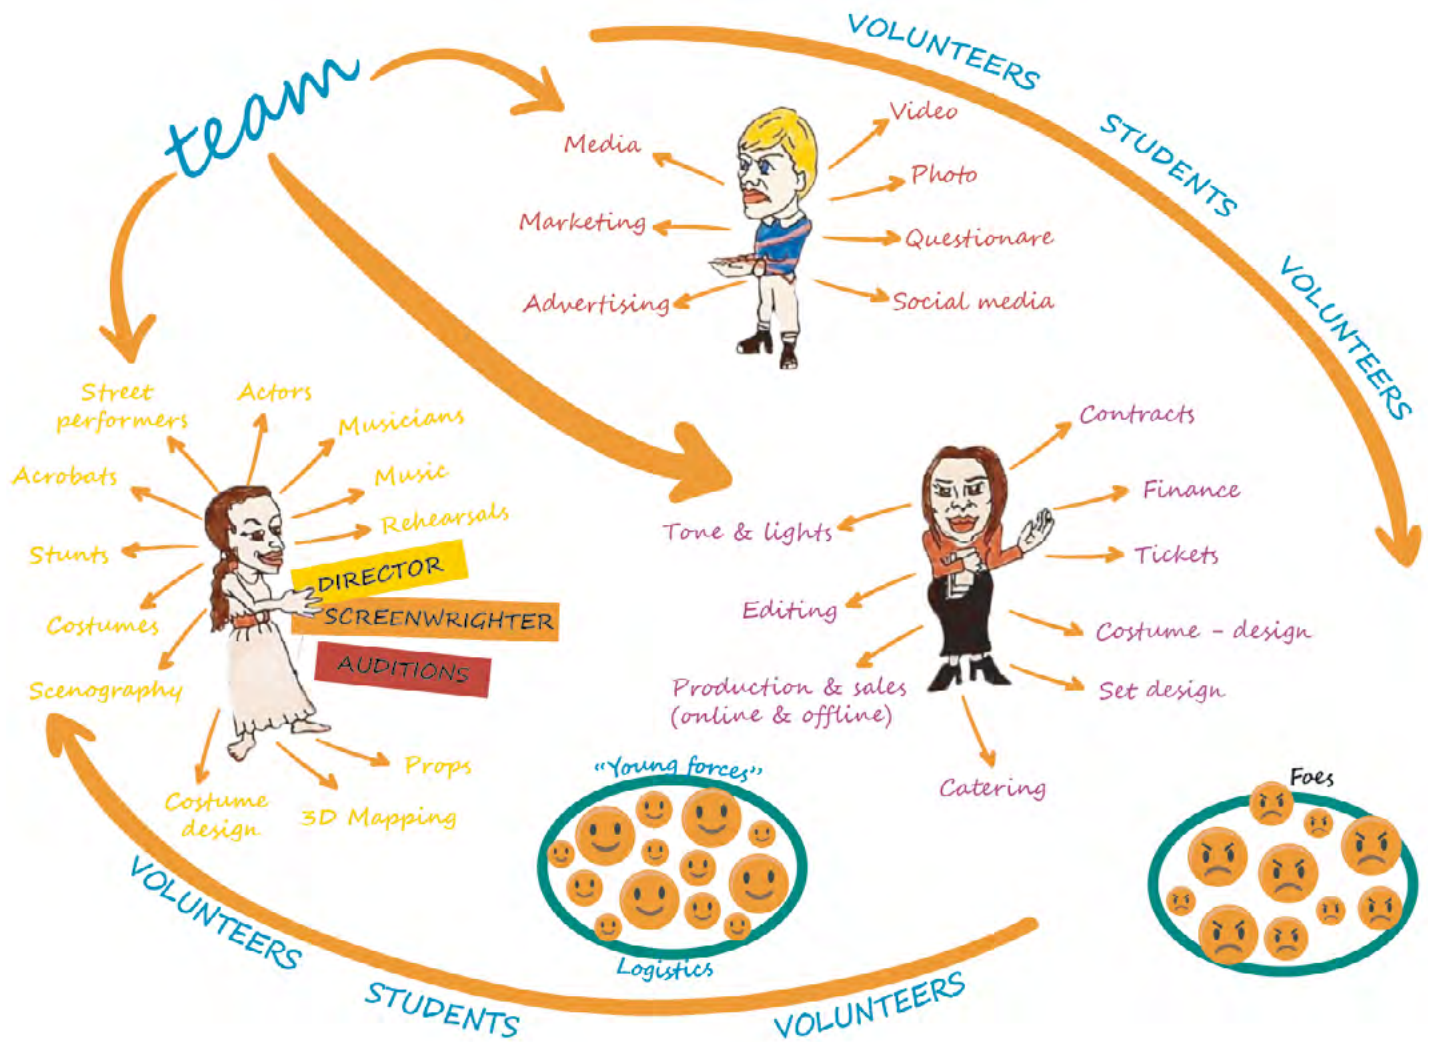 team
VOLUNTEERS
STUDENTS
VOLUNTEERS
Media
Marketing
Advertising
Video
Photo
Questionare
Social media
Street
performers
Actors
Musicians
Acrobats
Music
Rehearsals
Stunts
DIRECTOR
SCREENWRIGHTER
AUDITIONS
Costumes
Scenography
Costume
design
3D Mapping
Props
Contracts
Finance
Tickets
Tone & lights
Editing
Costume - design
Production & sales
(online & offline)
Set design
Catering
"Young forces"
Logistics
Foes
VOLUNTEERS
STUDENTS
VOLUNTEERS